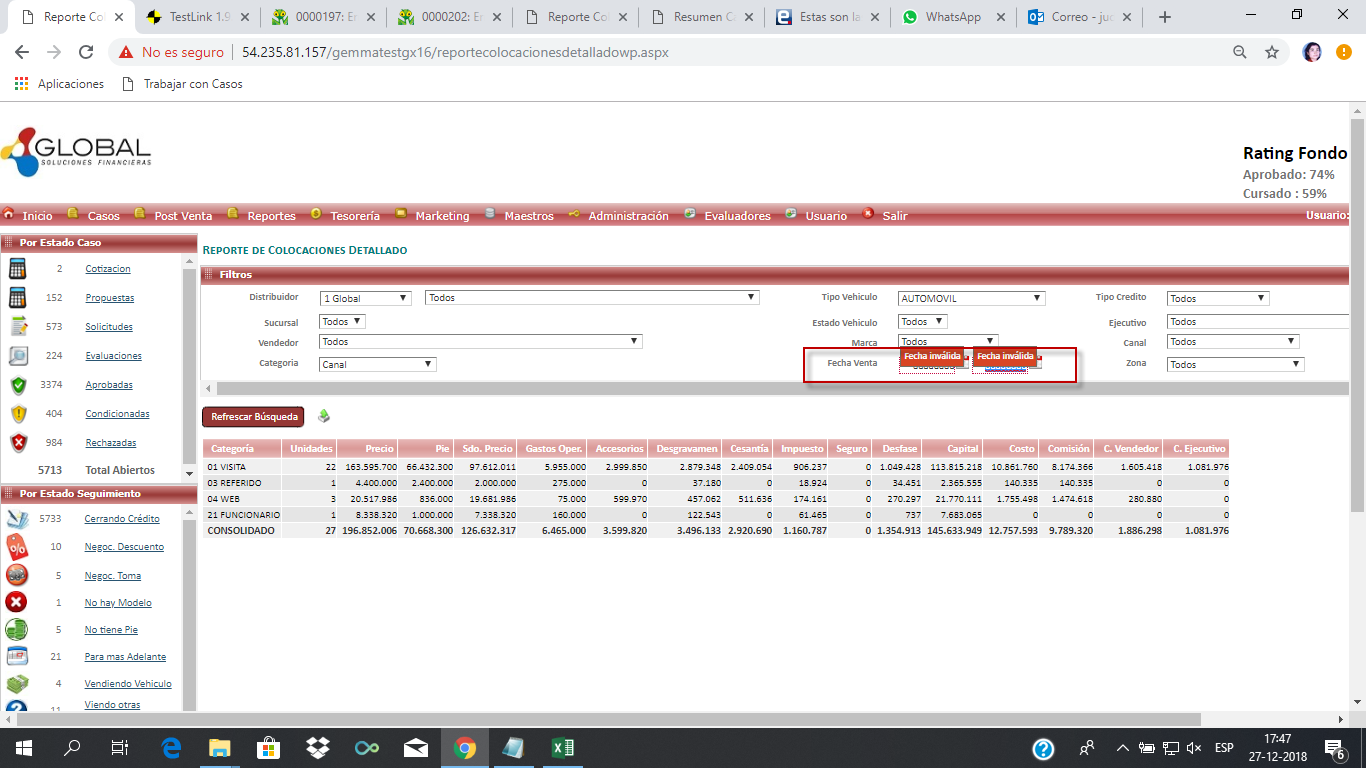 Reporte Col
TestLink 1.9
0000197: Er
0000202: Er
Reporte Col
Resumen C
Estas son la
WhatsApp
Correo - juc
No es seguro
54.235.81.157/gemmatestgx16/reportecolocacionesdetalladowp.aspx
Aplicaciones
Trabajar con Casos
GLOBAL
SOLUCIONES FINANCIERAS
Rating Fondo
Aprobado: 74%
Cursado : 59%
Inicio Casos Post Venta Reportes Tesorería Marketing Maestros Administración Evaluadores Usuario Salir Usuario:
Por Estado Caso
2 Cotizacion
152 Propuestas
573 Solicitudes
224 Evaluaciones
3374 Aprobadas
404 Condicionadas
984 Rechazadas
5713 Total Abiertos
Por Estado Seguimiento
5733 Cerrando Crédito
10 Negoc. Descuento
5 Negoc. Toma
1 No hay Modelo
5 No tiene Pie
21 Para mas Adelante
4 Vendiendo Vehiculo
11 Viendo otras
REPORTE DE COLOCACIONES DETALLADO
Filtros
Distribuidor 1 Global Todos Tipo Vehiculo AUTOMOVIL Tipo Credito Todos
Sucursal Todos Estado Vehiculo Todos Ejecutivo Todos
Vendedor Todos Marca Todos Canal Todos
Categoria Canal Fecha Venta Fecha inválida Fecha inválida Zona Todos
Refrescar Búsqueda
Categoría Unidades Precio Pie Sdo. Precio Gastos Oper. Accesorios Desgravamen Cesantía Impuesto Seguro Desfase Capital Costo Comisión C. Vendedor C. Ejecutivo
01 VISITA 22 163.595.700 66.432.300 97.612.011 5.955.000 2.999.850 2.879.348 2.409.054 906.237 0 1.049.428 113.815.218 10.861.760 8.174.366 1.605.418 1.081.976
03 REFERIDO 1 4.400.000 2.400.000 2.000.000 275.000 0 37.180 0 18.924 0 34.451 2.365.555 140.335 140.335 0 0
04 WEB 3 20.517.986 836.000 19.681.986 75.000 599.970 457.062 511.636 174.161 0 270.297 21.770.111 1.755.498 1.474.618 280.880 0
21 FUNCIONARIO 1 8.338.320 1.000.000 7.338.320 160.000 0 122.543 0 61.465 0 737 7.683.065 0 0 0 0
CONSOLIDADO 27 196.852.006 70.668.300 126.632.317 6.465.000 3.599.820 3.496.133 2.920.690 1.160.787 0 1.354.913 145.633.949 12.757.593 9.789.320 1.886.298 1.081.976
ESP
17:47
27-12-2018
6